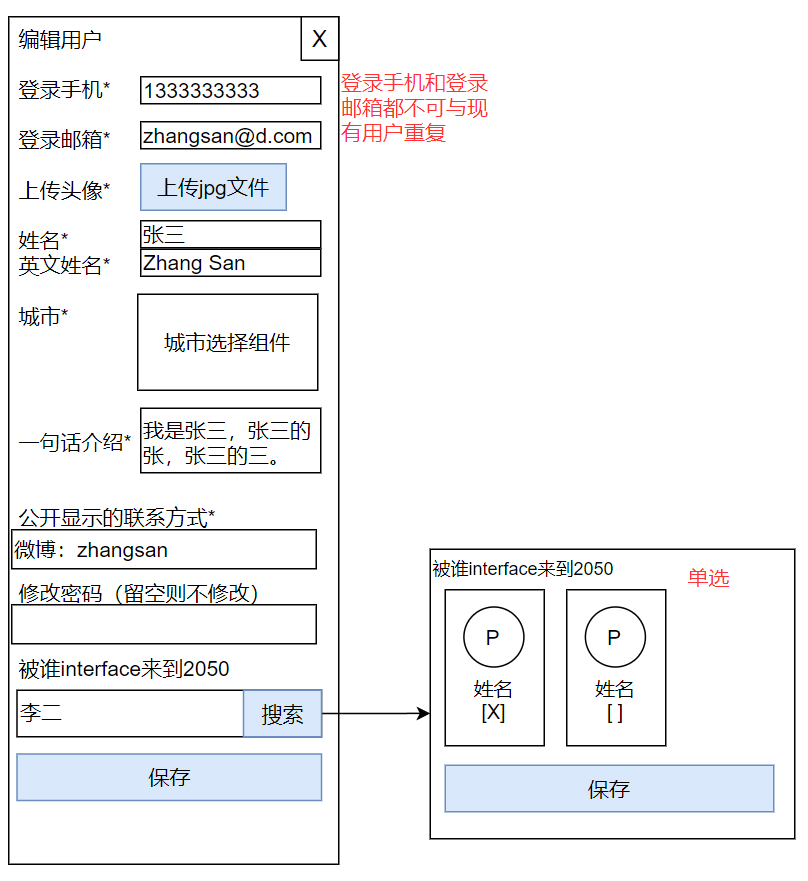 编辑用户
X
登录手机*
1333333333
登录手机和登录
邮箱都不可与现
有用户重复
登录邮箱*
zhangsan@d.com
上传头像*
上传jpg文件
姓名*
张三
英文姓名*
Zhang San
城市*
城市选择组件
一句话介绍*
我是张三，张三的
张，张三的三。
公开显示的联系方式*
微博：zhangsan
修改密码（留空则不修改）
被谁interface来到2050
李二
搜索
保存
被谁interface来到2050
单选
P
姓名
[X]
P
姓名
[ ]
保存